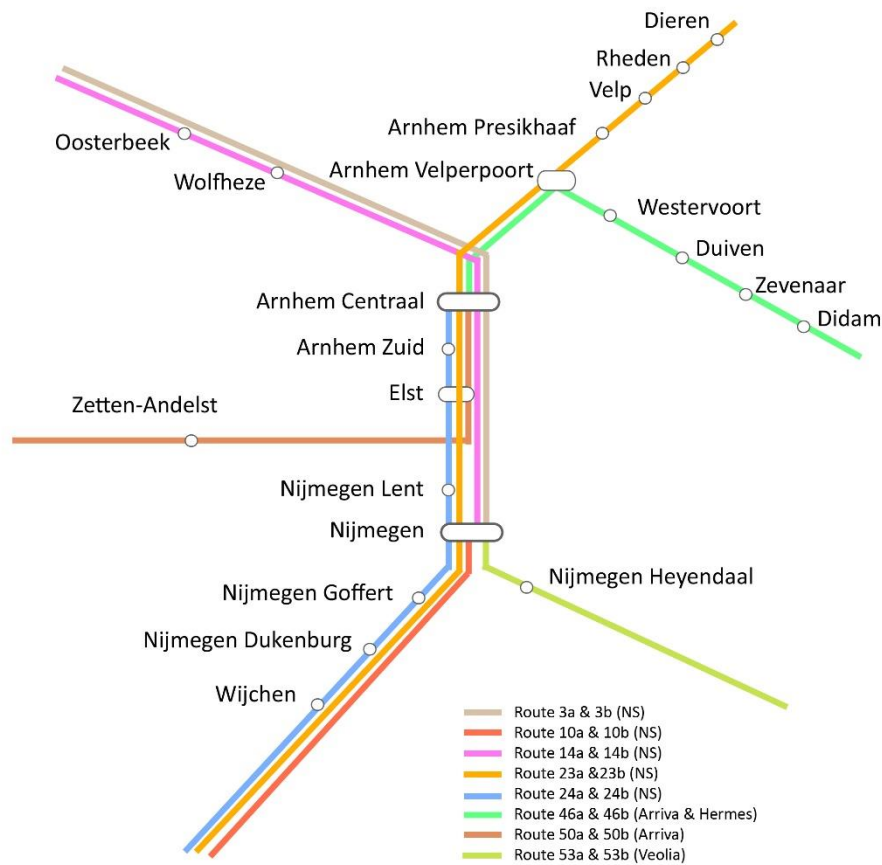 Dieren
Rheden
Velp
Arnhem Presikhaaf
Oosterbeek
Arnhem Velperpoort
Wolfheze
Westervoort
Duiven
Zevenaar
Arnhem Centraal
Didam
Arnhem Zuid
Elst
Zetten-Andelst
Nijmegen Lent
Nijmegen
Nijmegen Heyendaal
Nijmegen Goffert
Nijmegen Dukenburg
Wijchen
Route 3a & 3b (NS)
Route 10a & 10b (NS)
Route 14a & 14b (NS)
Route 23a &23b (NS)
Route 24a & 24b (NS)
Route 46a & 46b (Arriva & Hermes)
Route 50a & 50b (Arriva)
Route 53a & 53b (Veolia)